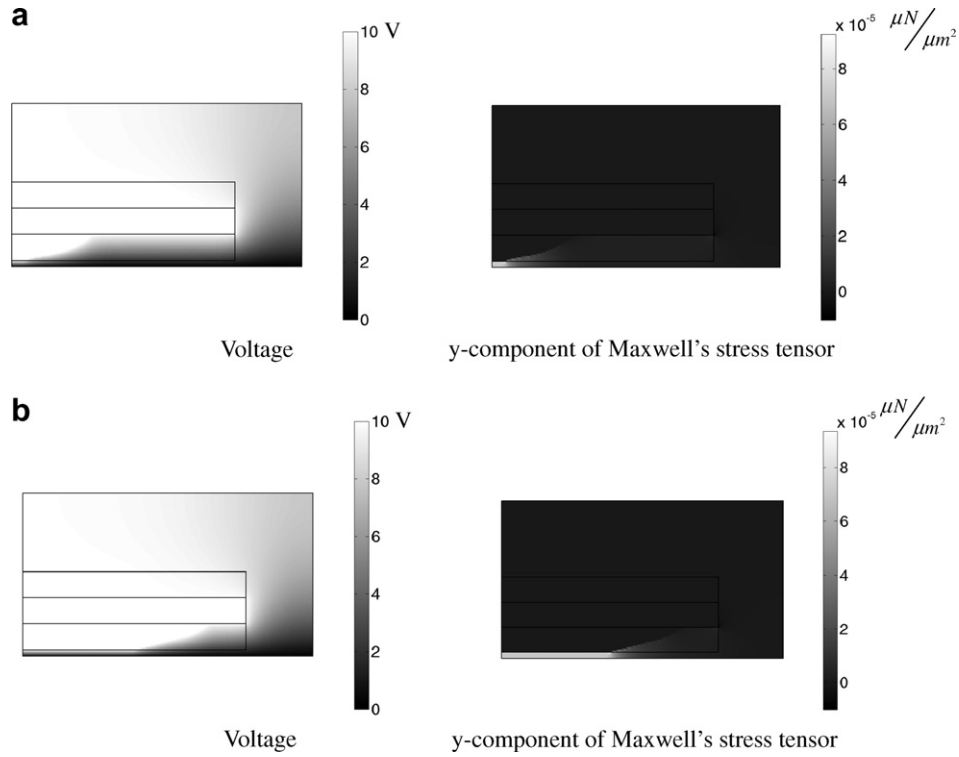 a
10 V
8
6
4
2
0
x 10-5 μN/μm2
8
6
4
2
0
Voltage
y-component of Maxwell's stress tensor
b
10 V
8
6
4
2
0
x 10-5 μN/μm2
8
6
4
2
0
Voltage
y-component of Maxwell's stress tensor